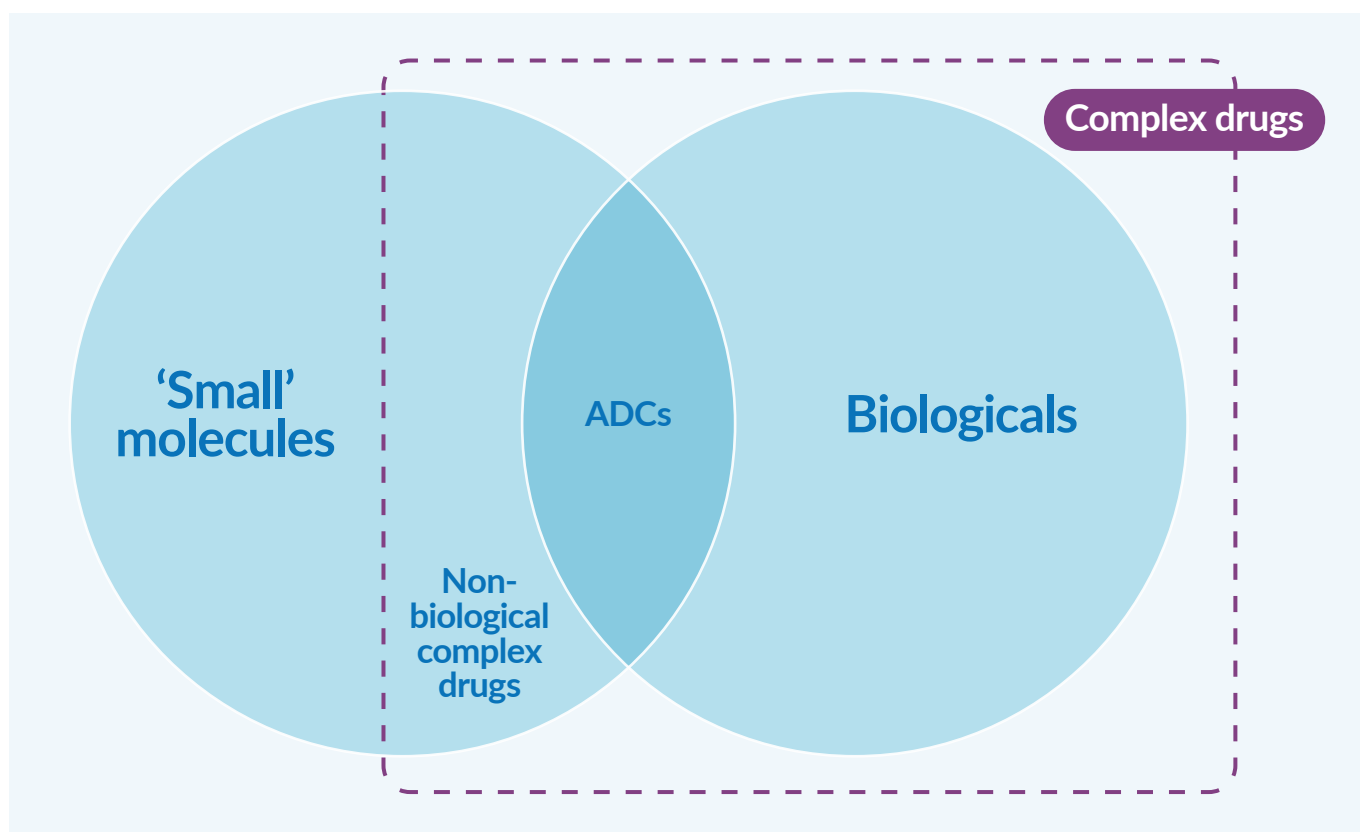 Complex drugs
‘Small’
molecules
ADCs
Biologicals
Non-
biological
complex
drugs